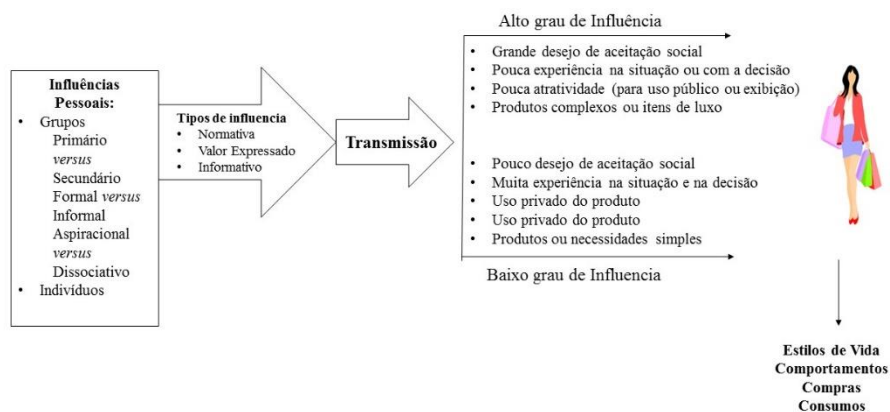 Influências
Pessoais:
• Grupos
Primário
versus
Secundário
Formal versus
Informal
Aspiracional
versus
Dissociativo
• Indivíduos
Tipos de influencia
• Normativa
• Valor Expressado
• Informativo
Transmissão
Alto grau de Influência
• Grande desejo de aceitação social
• Pouca experiência na situação ou com a decisão
• Pouca atratividade (para uso público ou exibição)
• Produtos complexos ou itens de luxo
• Pouco desejo de aceitação social
• Muita experiência na situação e na decisão
• Uso privado do produto
• Uso privado do produto
• Produtos ou necessidades simples
Baixo grau de Influencia
Estilos de Vida
Comportamentos
Compras
Consumos